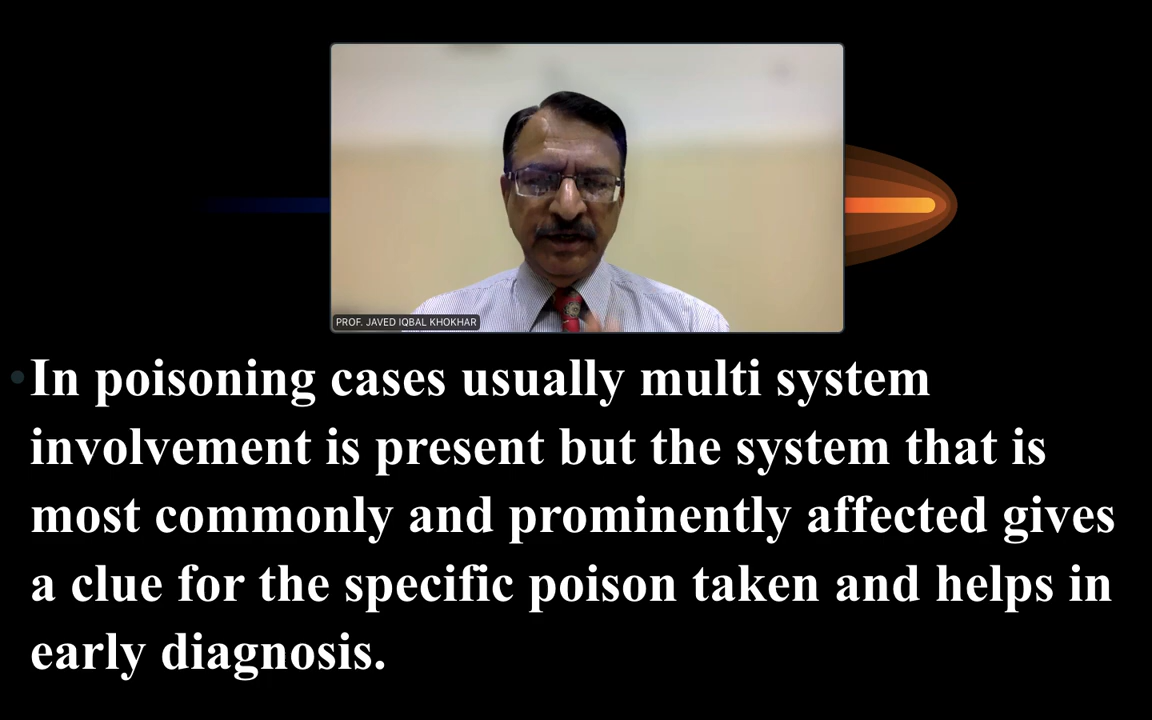 PROF. JAVED IQBAL KHOKHAR
•In poisoning cases usually multi system
involvement is present but the system that is
most commonly and prominently affected gives
a clue for the specific poison taken and helps in
early diagnosis.